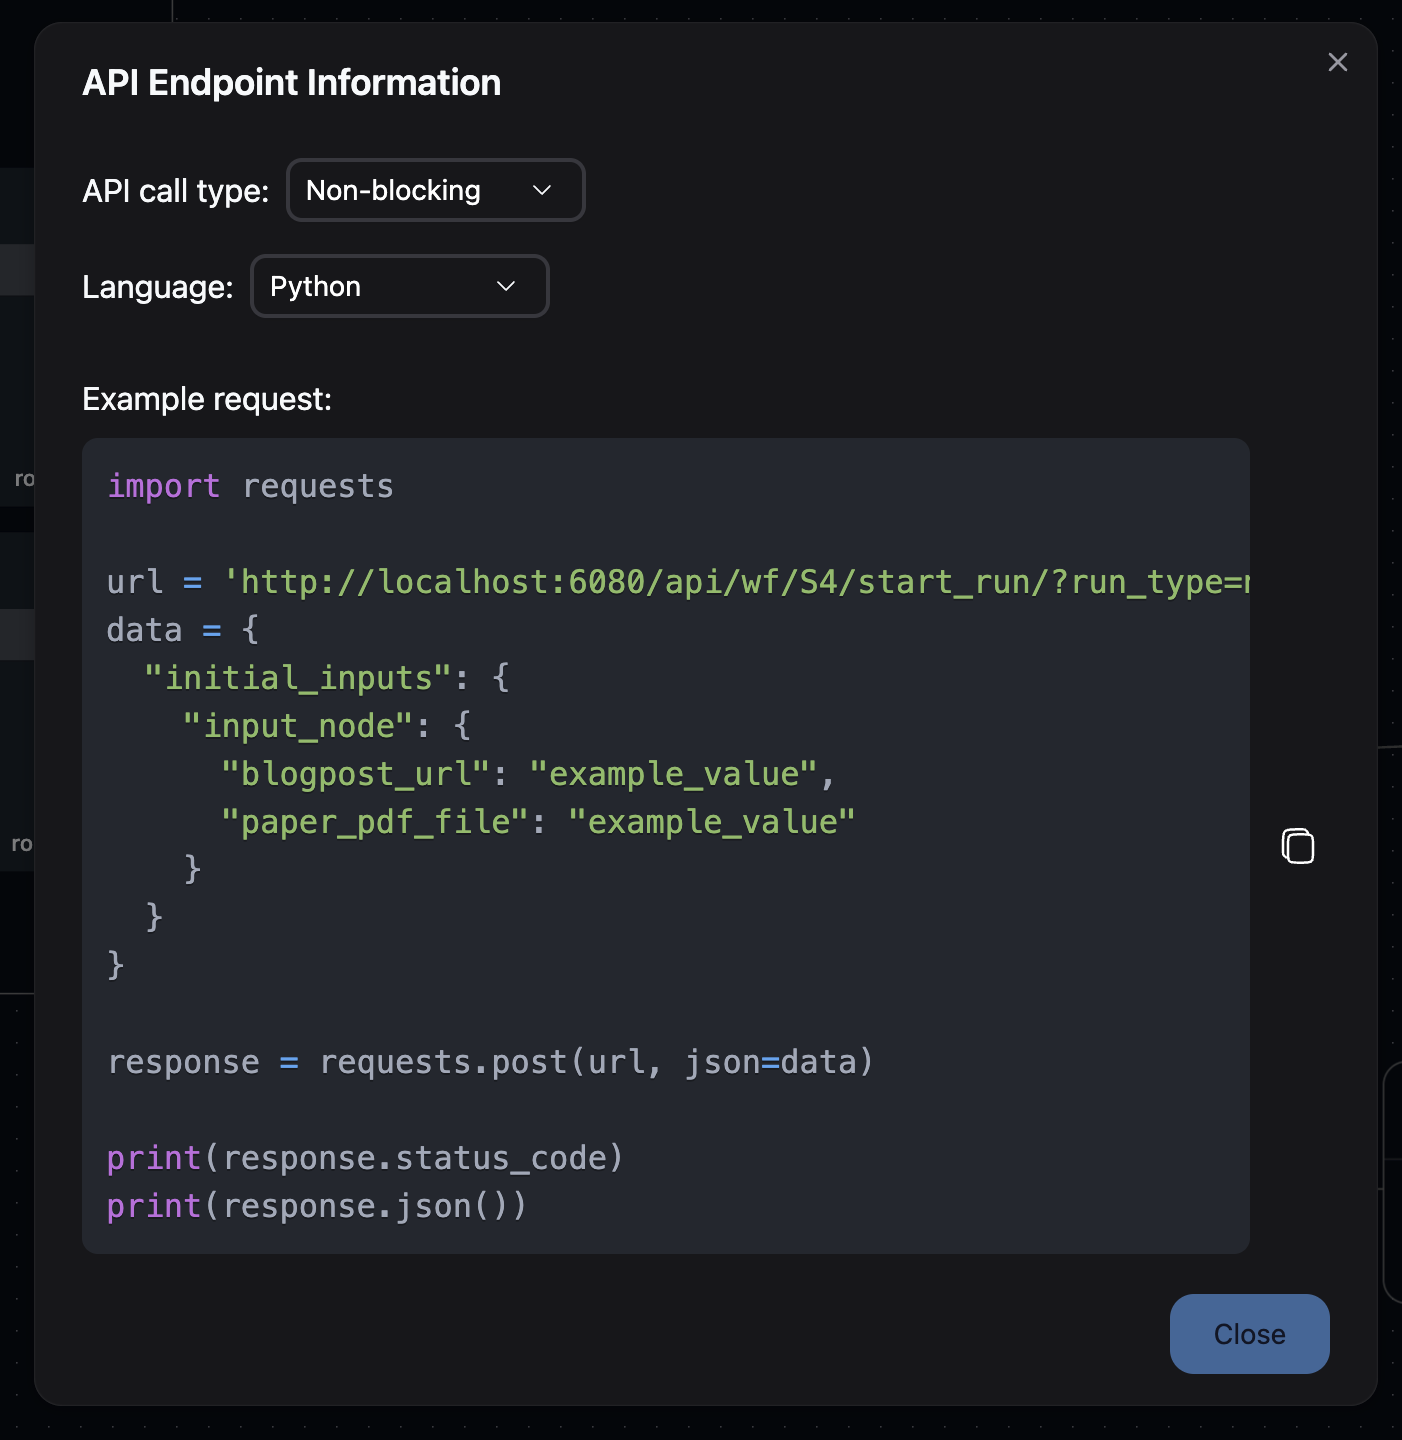 API Endpoint Information
API call type: Non-blocking
Language: Python
Example request:
import requests
url = 'http://localhost:6080/api/wf/S4/start_run/?run_type=
data = {
  "initial_inputs": {
    "input_node": {
      "blogpost_url": "example_value",
      "paper_pdf_file": "example_value"
    }
  }
}
response = requests.post(url, json=data)
print(response.status_code)
print(response.json())
Close
ro
ro